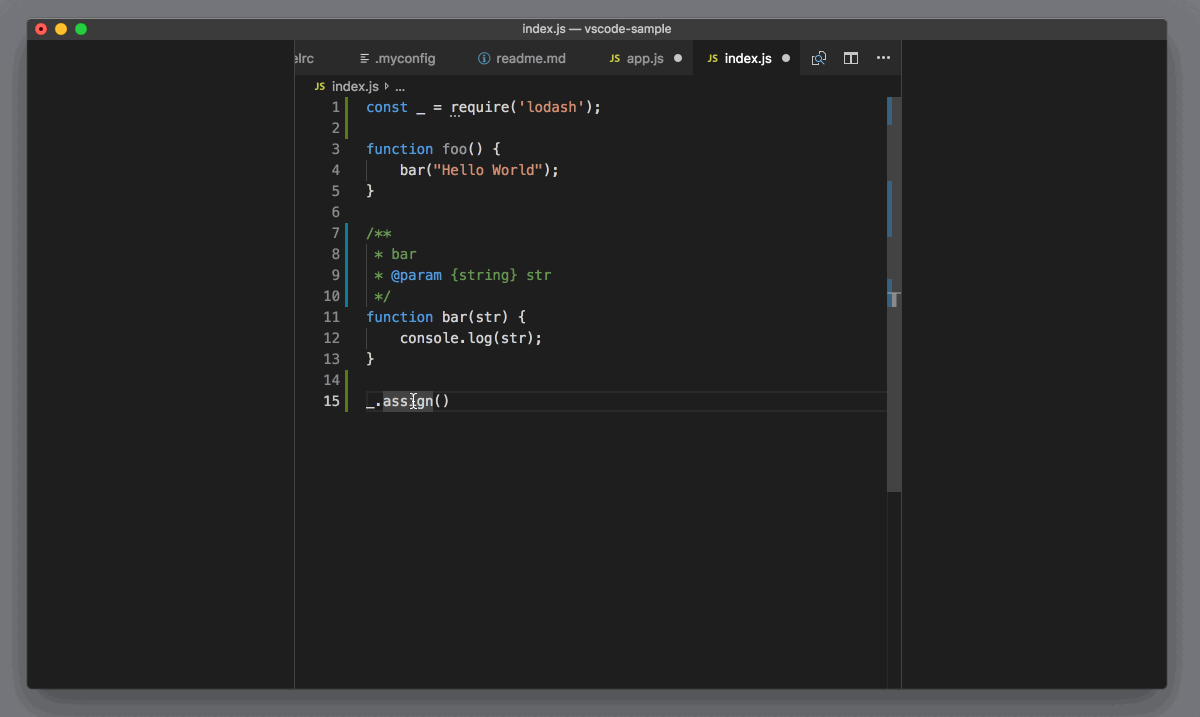 index.js — vscode-sample
elrc .myconfig readme.md JS app.js JS index.js
JS index.js ...
1 const _ = require('lodash');
2
3 function foo() {
4 bar("Hello World");
5 }
6
7 /**
8 * bar
9 * @param {string} str
10 */
11 function bar(str) {
12 console.log(str);
13 }
14
15 _.assign()